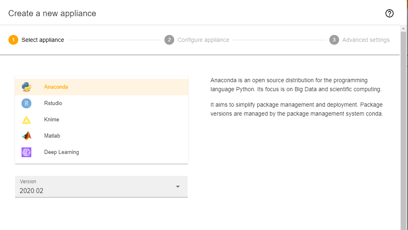 Create a new appliance
1 Select appliance
2 Configure appliance
3 Advanced settings
Anaconda
R Rstudio
Knime
Matlab
Deep Learning
Version
2020.02
Anaconda is an open source distribution for the programming
language Python. Its focus is on Big Data and scientific computing.
It aims to simplify package management and deployment. Package
versions are managed by the package management system conda.